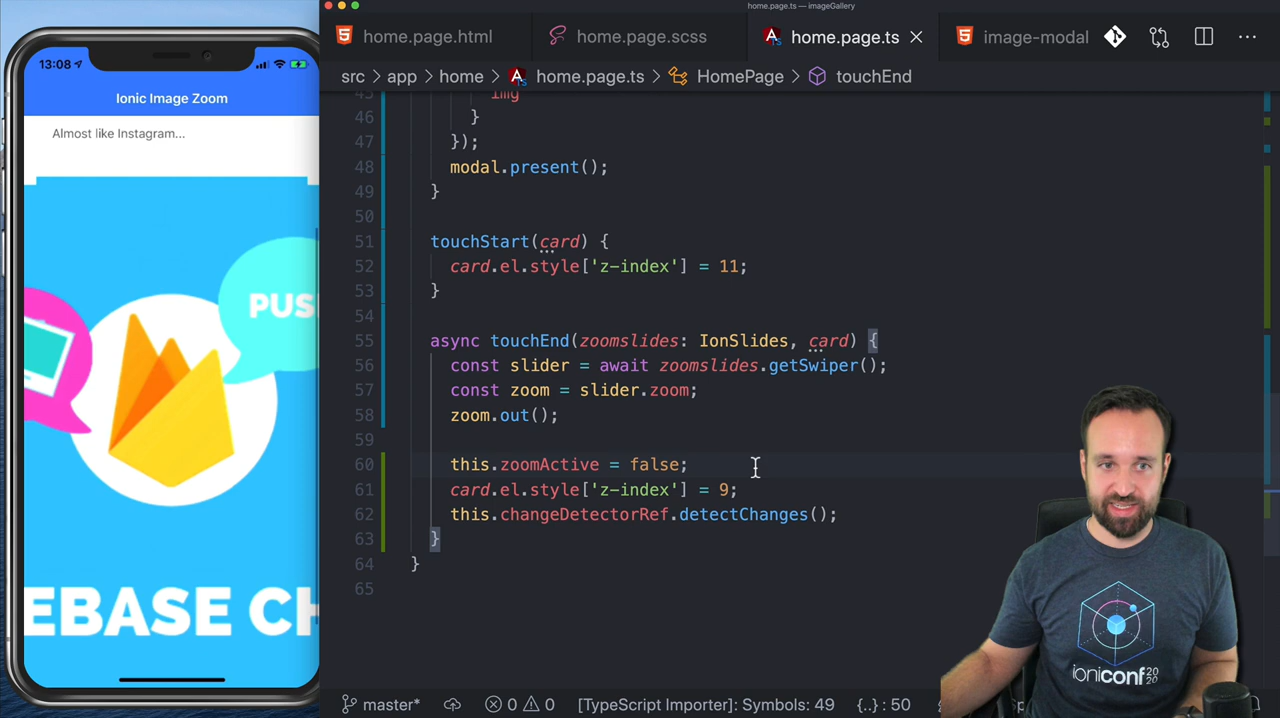 home.page.ts — imageGallery
home.page.html
home.page.scss
home.page.ts
image-modal
src > app > home > home.page.ts > HomePage > touchEnd
13:08
Ionic Image Zoom
Almost like Instagram...
PUS
EBASE CH
45 img
46 }
47 });
48 modal.present();
49 }
50
51 touchStart(card) {
52 card.el.style['z-index'] = 11;
53 }
54
55 async touchEnd(zoomslides: IonSlides, card) {
56 const slider = await zoomslides.getSwiper();
57 const zoom = slider.zoom;
58 zoom.out();
59
60 this.zoomActive = false;
61 card.el.style['z-index'] = 9;
62 this.changeDetectorRef.detectChanges();
63 }
64 }
65
ioniconf 2020
master*
0 0
[TypeScript Importer]: Symbols: 49
{..} : 50